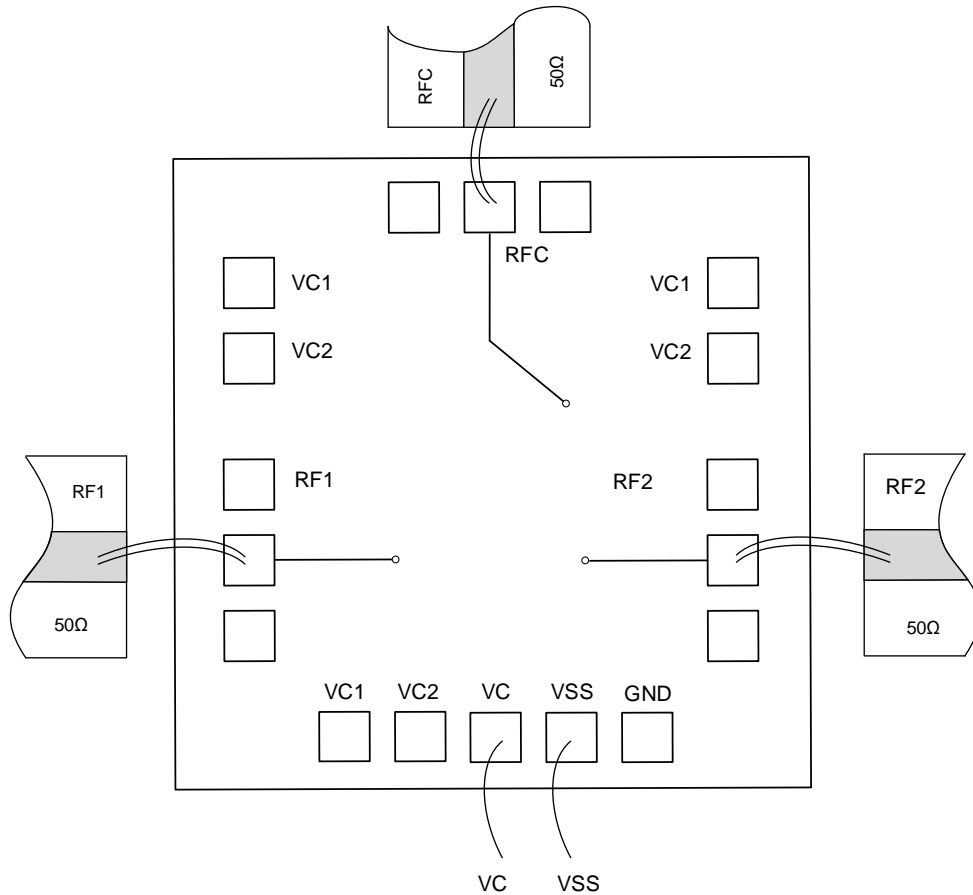 RFC
50Ω
RFC
VC1
VC1
VC2
VC2
RF1
RF1
RF2
RF2
50Ω
50Ω
VC1 VC2 VC VSS GND
VC VSS